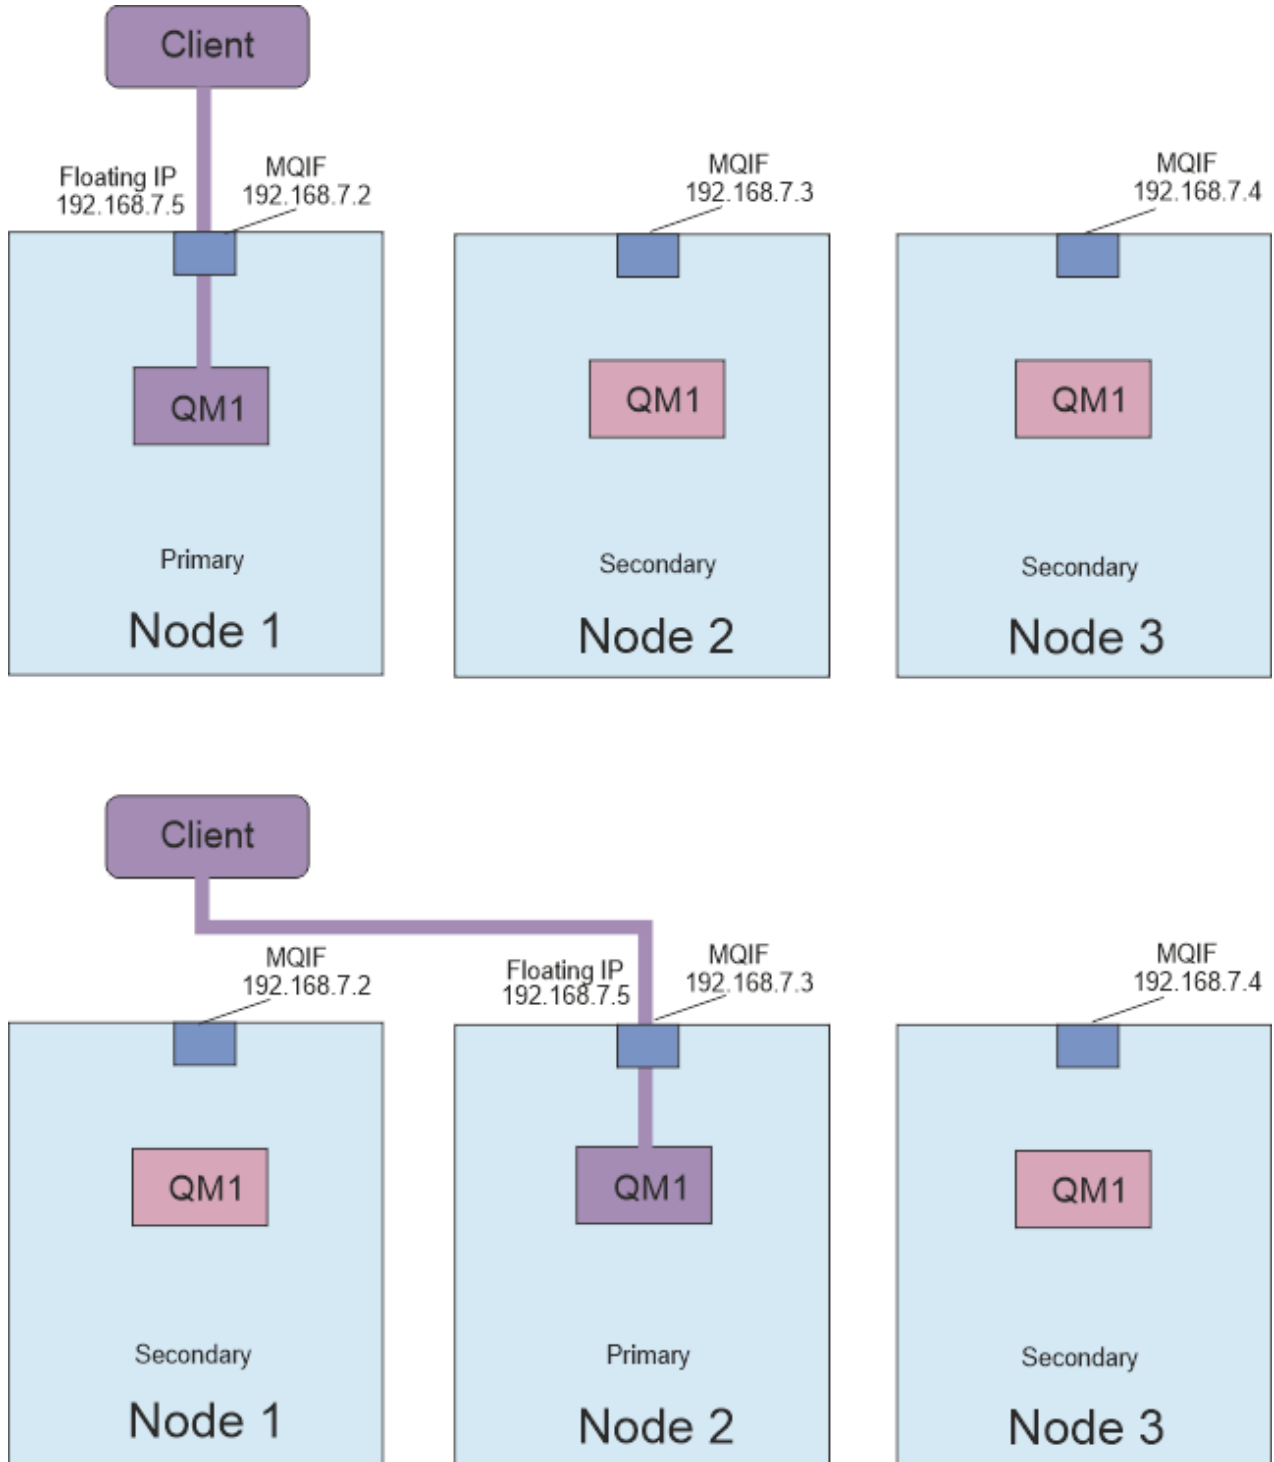 Client
Floating IP
192.168.7.5
MQIF
192.168.7.2
MQIF
192.168.7.3
MQIF
192.168.7.4
QM1
QM1
QM1
Primary
Secondary
Secondary
Node 1
Node 2
Node 3
Client
MQIF
192.168.7.2
Floating IP
192.168.7.5
MQIF
192.168.7.3
MQIF
192.168.7.4
QM1
QM1
QM1
Secondary
Primary
Secondary
Node 1
Node 2
Node 3